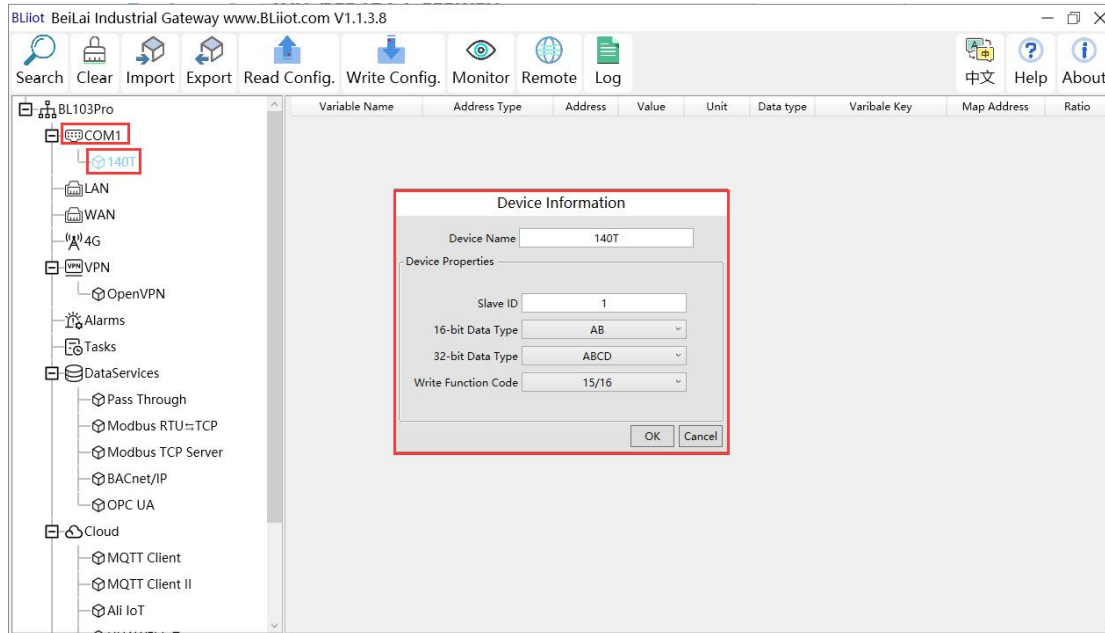 BLiiot BeiLai Industrial Gateway www.BLiiot.com V1.1.3.8
Search Clear Import Export Read Config. Write Config. Monitor Remote Log 中文 Help About
Variable Name Address Type Address Value Unit Data type Varibale Key Map Address Ratio
BL103Pro
COM1
140T
LAN
WAN
4G
VPN VPN
OpenVPN
Alarms
Tasks
DataServices
Pass Through
Modbus RTU⇆TCP
Modbus TCP Server
BACnet/IP
OPC UA
Cloud
MQTT Client
MQTT Client II
Ali IoT
Device Information
Device Name 140T
Device Properties
Slave ID 1
16-bit Data Type AB
32-bit Data Type ABCD
Write Function Code 15/16
OK Cancel